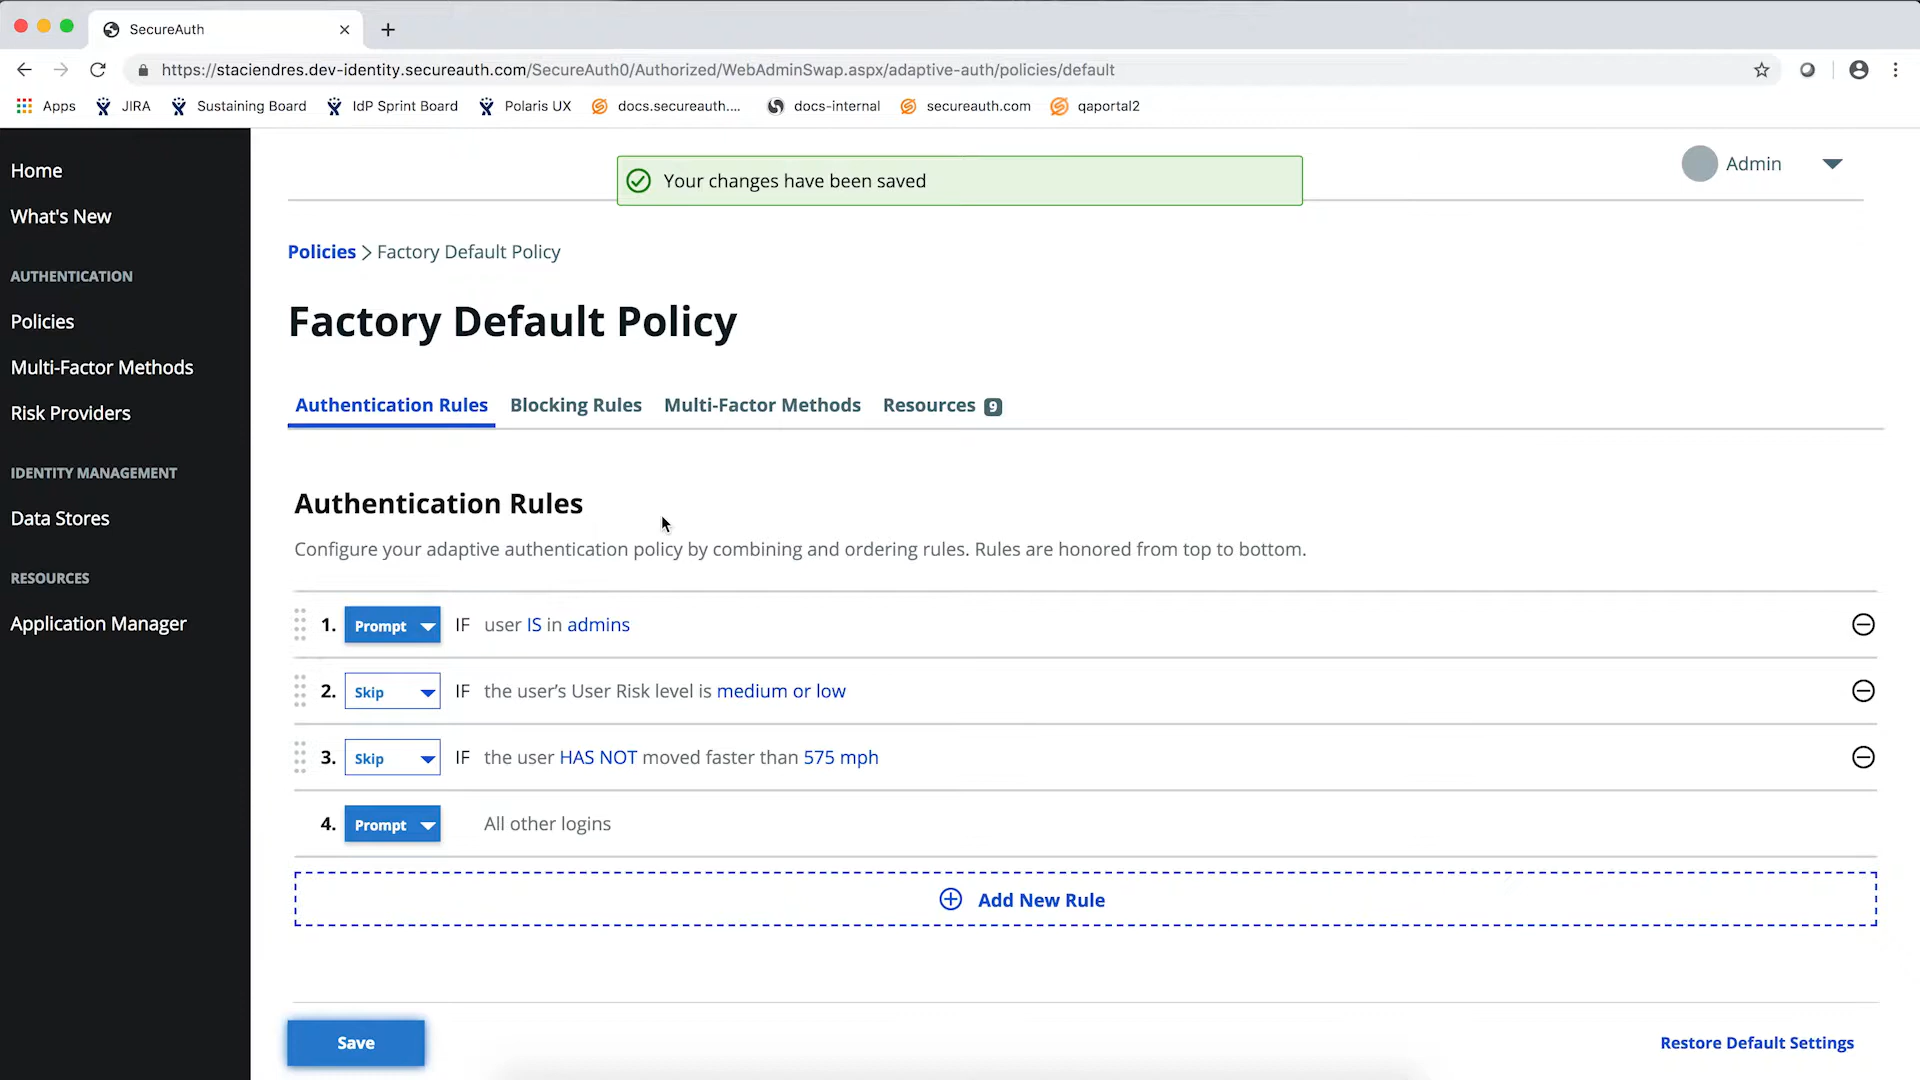 SecureAuth
https://staciendres.dev-identity.secureauth.com/SecureAuth0/Authorized/WebAdminSwap.aspx/adaptive-auth/policies/default
Apps JIRA Sustaining Board IdP Sprint Board Polaris UX docs.secureauth.... docs-internal secureauth.com qaportal2
Home
What's New
AUTHENTICATION
Policies
Multi-Factor Methods
Risk Providers
IDENTITY MANAGEMENT
Data Stores
RESOURCES
Application Manager
Your changes have been saved
Admin
Policies > Factory Default Policy
Factory Default Policy
Authentication Rules Blocking Rules Multi-Factor Methods Resources 9
Authentication Rules
Configure your adaptive authentication policy by combining and ordering rules. Rules are honored from top to bottom.
1. Prompt IF user IS in admins
2. Skip IF the user’s User Risk level is medium or low
3. Skip IF the user HAS NOT moved faster than 575 mph
4. Prompt All other logins
Add New Rule
Save
Restore Default Settings